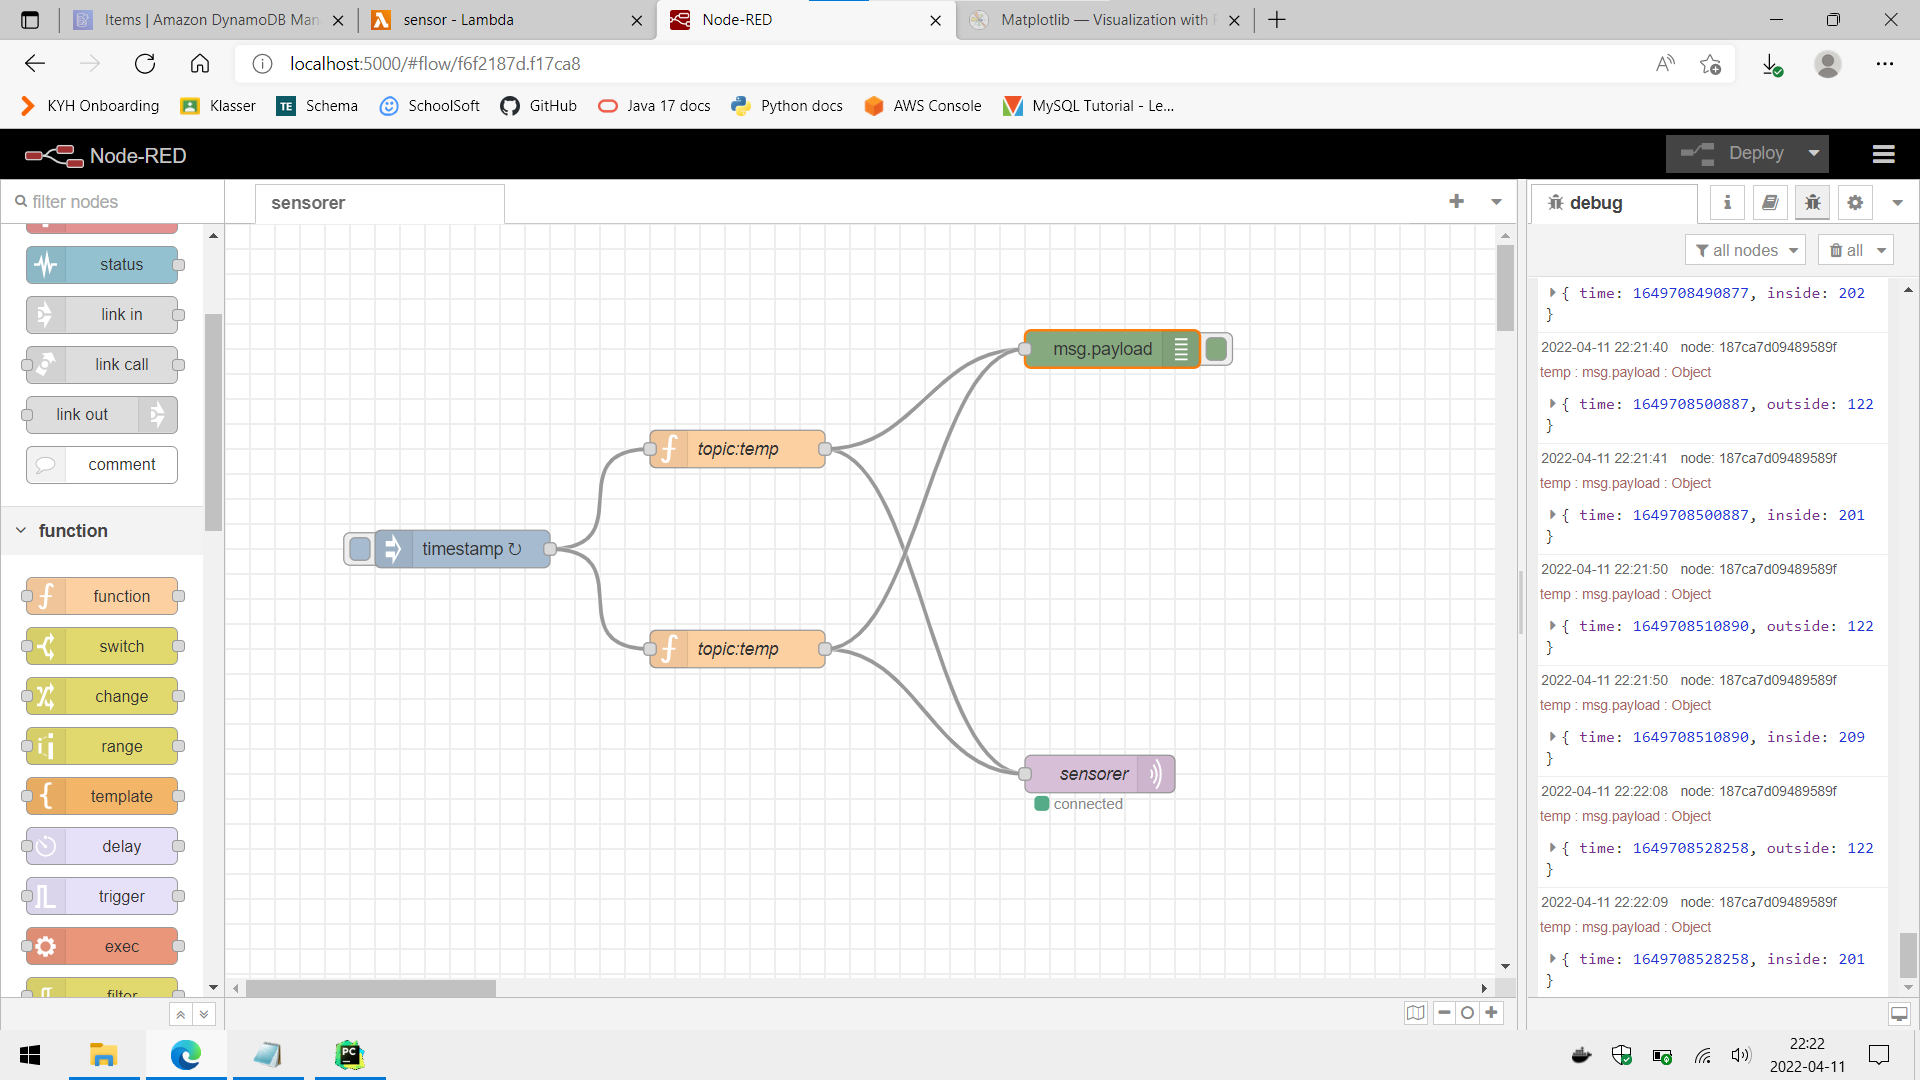 Items | Amazon DynamoDB Man
sensor - Lambda
Node-RED
Matplotlib — Visualization with P
localhost:5000/#flow/f6f2187d.f17ca8
KYH Onboarding
Klasser
TE Schema
SchoolSoft
GitHub
Java 17 docs
Python docs
AWS Console
MySQL Tutorial - Le...
Node-RED
Deploy
filter nodes
sensorer
debug
all nodes
all
status
link in
link call
link out
comment
function
function
switch
change
range
template
delay
trigger
exec
filter
timestamp ↻
topic:temp
topic:temp
msg.payload
sensorer
connected
{ time: 1649708490877, inside: 202
}
2022-04-11 22:21:40 node: 187ca7d09489589f
temp : msg.payload : Object
{ time: 1649708500887, outside: 122
}
2022-04-11 22:21:41 node: 187ca7d09489589f
temp : msg.payload : Object
{ time: 1649708500887, inside: 201
}
2022-04-11 22:21:50 node: 187ca7d09489589f
temp : msg.payload : Object
{ time: 1649708510890, outside: 122
}
2022-04-11 22:21:50 node: 187ca7d09489589f
temp : msg.payload : Object
{ time: 1649708510890, inside: 209
}
2022-04-11 22:22:08 node: 187ca7d09489589f
temp : msg.payload : Object
{ time: 1649708528258, outside: 122
}
2022-04-11 22:22:09 node: 187ca7d09489589f
temp : msg.payload : Object
{ time: 1649708528258, inside: 201
}
PC
22:22
2022-04-11